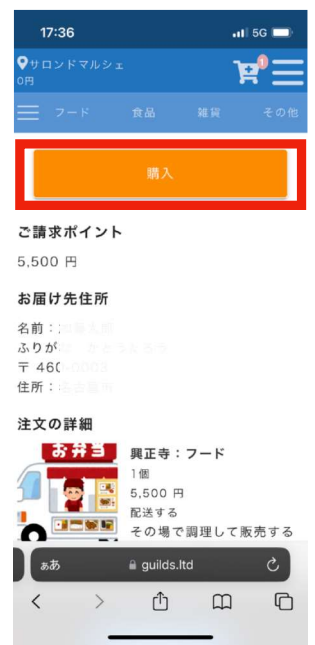 17:36
5G
サロンドマルシェ
0円
1
フード 食品 雑貨 その他
購入
ご請求ポイント
5,500 円
お届け先住所
名前：
ふりが
〒 46
住所：
注文の詳細
お弁当
興正寺：フード
1個
5,500 円
配送する
その場で調理して販売する
ぁあ
guilds.ltd